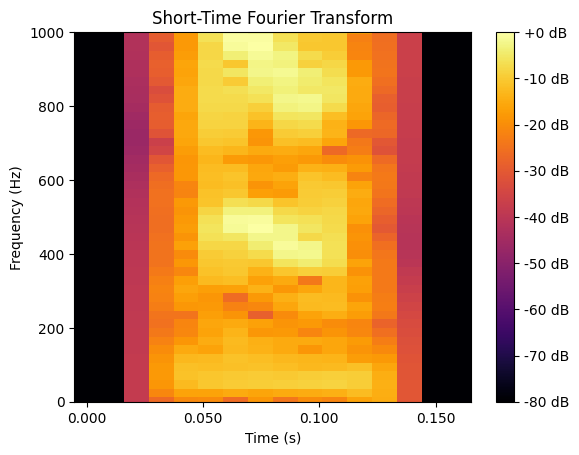 Short-Time Fourier Transform
1000
800
600
400
200
0
Frequency (Hz)
0.000
0.050
0.100
0.150
Time (s)
+0 dB
-10 dB
-20 dB
-30 dB
-40 dB
-50 dB
-60 dB
-70 dB
-80 dB